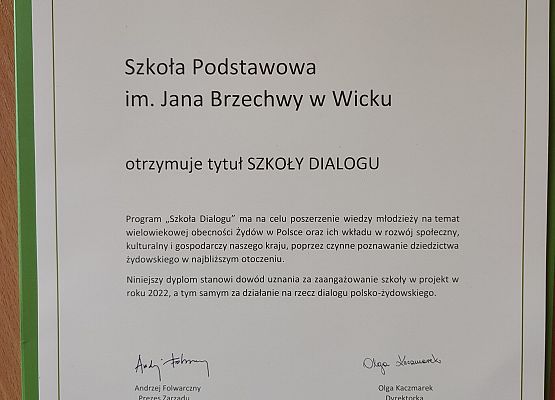 Szkoła Podstawowa
im. Jana Brzechwy w Wicku
otrzymuje tytuł SZKOŁY DIALOGU
Program „Szkoła Dialogu” ma na celu poszerzenie wiedzy młodzieży na temat
wielowiekowej obecności Żydów w Polsce oraz ich wkładu w rozwój społeczny,
kulturalny i gospodarczy naszego kraju, poprzez czynne poznawanie dziedzictwa
żydowskiego w najbliższym otoczeniu.
Niniejszy dyplom stanowi dowód uznania za zaangażowanie szkoły w projekt w
roku 2022, a tym samym za działanie na rzecz dialogu polsko-żydowskiego.
Olga Kaczmarek
Andrzej Folwarczny
Olga Kaczmarek
Prezes Zarządu
Dyrektorka